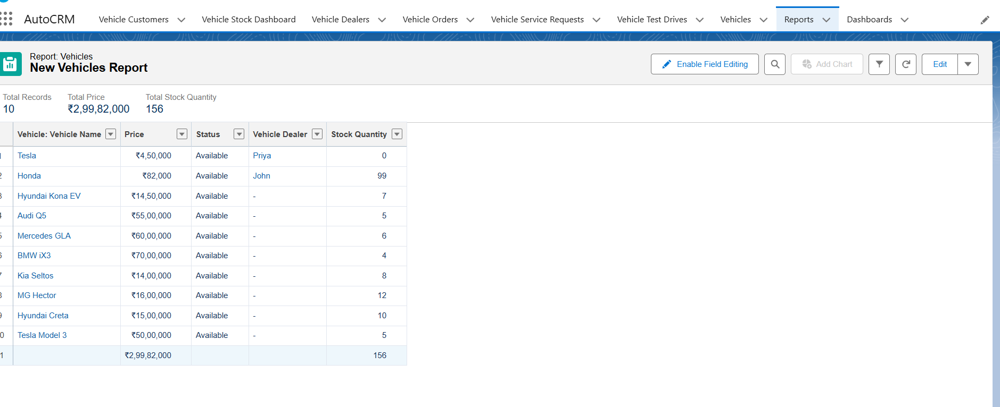 AutoCRM Vehicle Customers Vehicle Stock Dashboard Vehicle Dealers Vehicle Orders Vehicle Service Requests Vehicle Test Drives Vehicles Reports Dashboards
Report: Vehicles
New Vehicles Report
Enable Field Editing Add Chart Edit
Total Records Total Price Total Stock Quantity
10 ₹2,99,82,000 156
Vehicle: Vehicle Name Price Status Vehicle Dealer Stock Quantity
1 Tesla ₹4,50,000 Available Priya 0
2 Honda ₹82,000 Available John 99
3 Hyundai Kona EV ₹14,50,000 Available - 7
4 Audi Q5 ₹55,00,000 Available - 5
5 Mercedes GLA ₹60,00,000 Available - 6
6 BMW iX3 ₹70,00,000 Available - 4
7 Kia Seltos ₹14,00,000 Available - 8
8 MG Hector ₹16,00,000 Available - 12
9 Hyundai Creta ₹15,00,000 Available - 10
0 Tesla Model 3 ₹50,00,000 Available - 5
1 ₹2,99,82,000 156